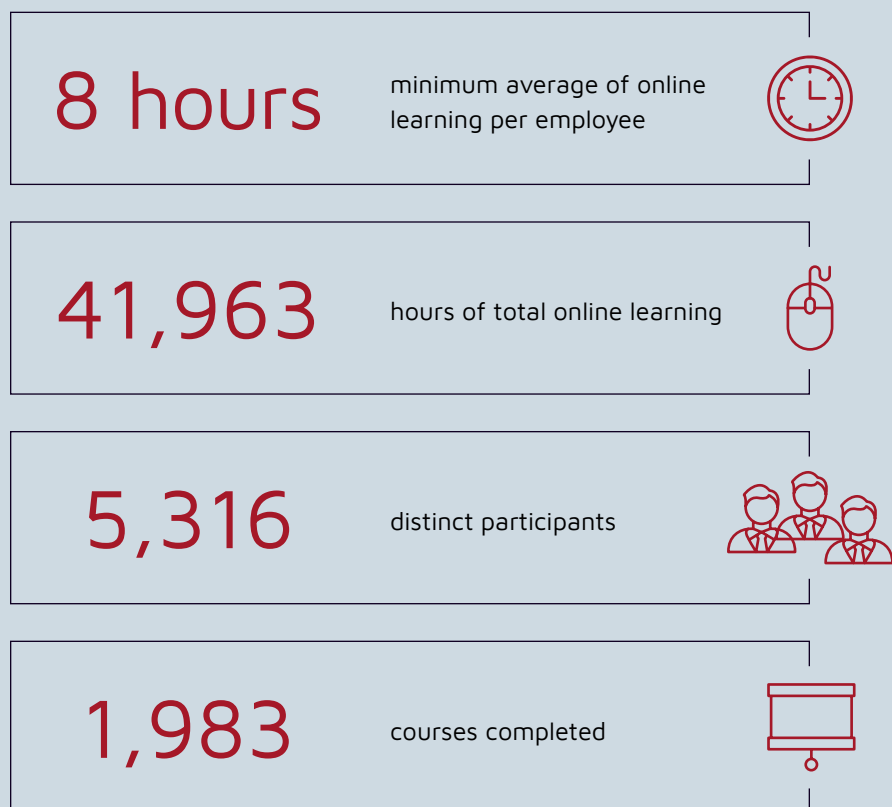 8 hours
minimum average of online
learning per employee
41,963
hours of total online learning
5,316
distinct participants
1,983
courses completed